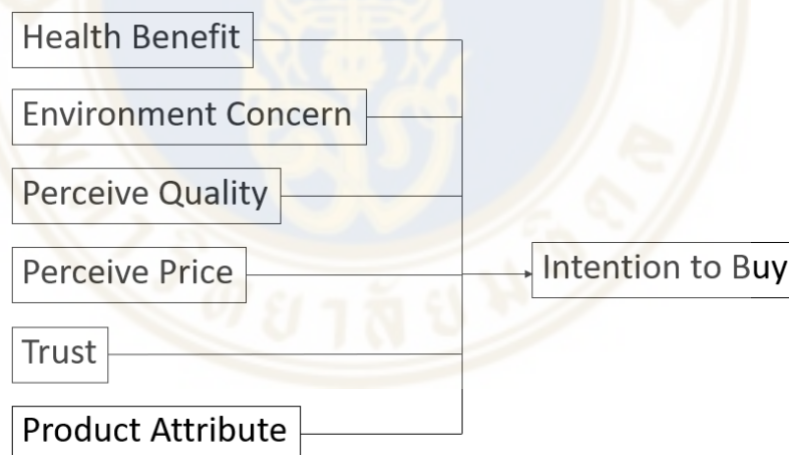 Health Benefit
Environment Concern
Perceive Quality
Perceive Price
Intention to Buy
Trust
Product Attribute